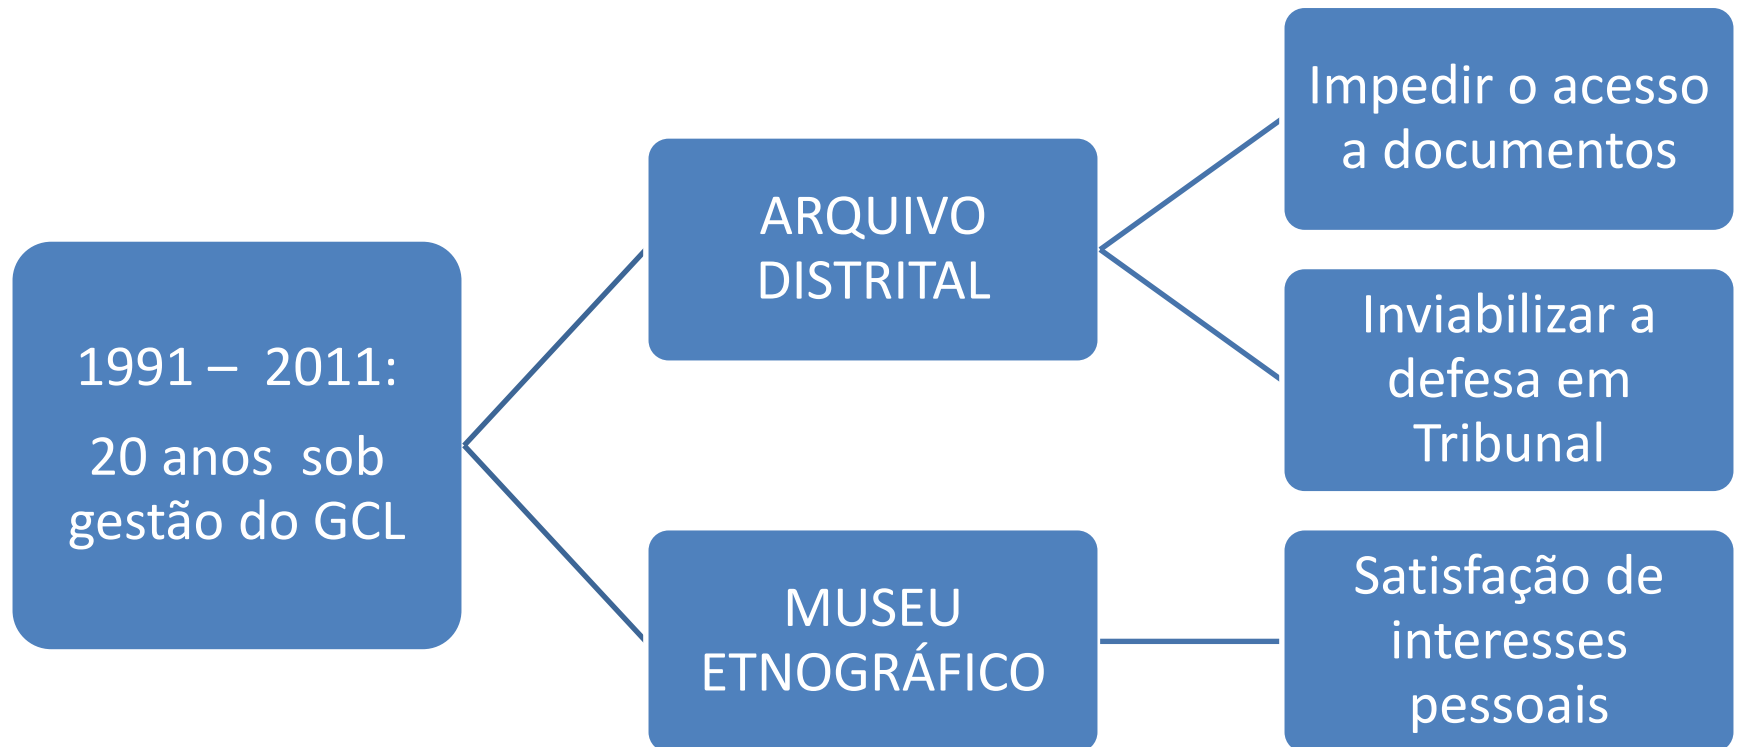 1991 – 2011:
20 anos sob
gestão do GCL
ARQUIVO
DISTRITAL
Impedir o acesso
a documentos
Inviabilizar a
defesa em
Tribunal
MUSEU
ETNOGRÁFICO
Satisfação de
interesses
pessoais